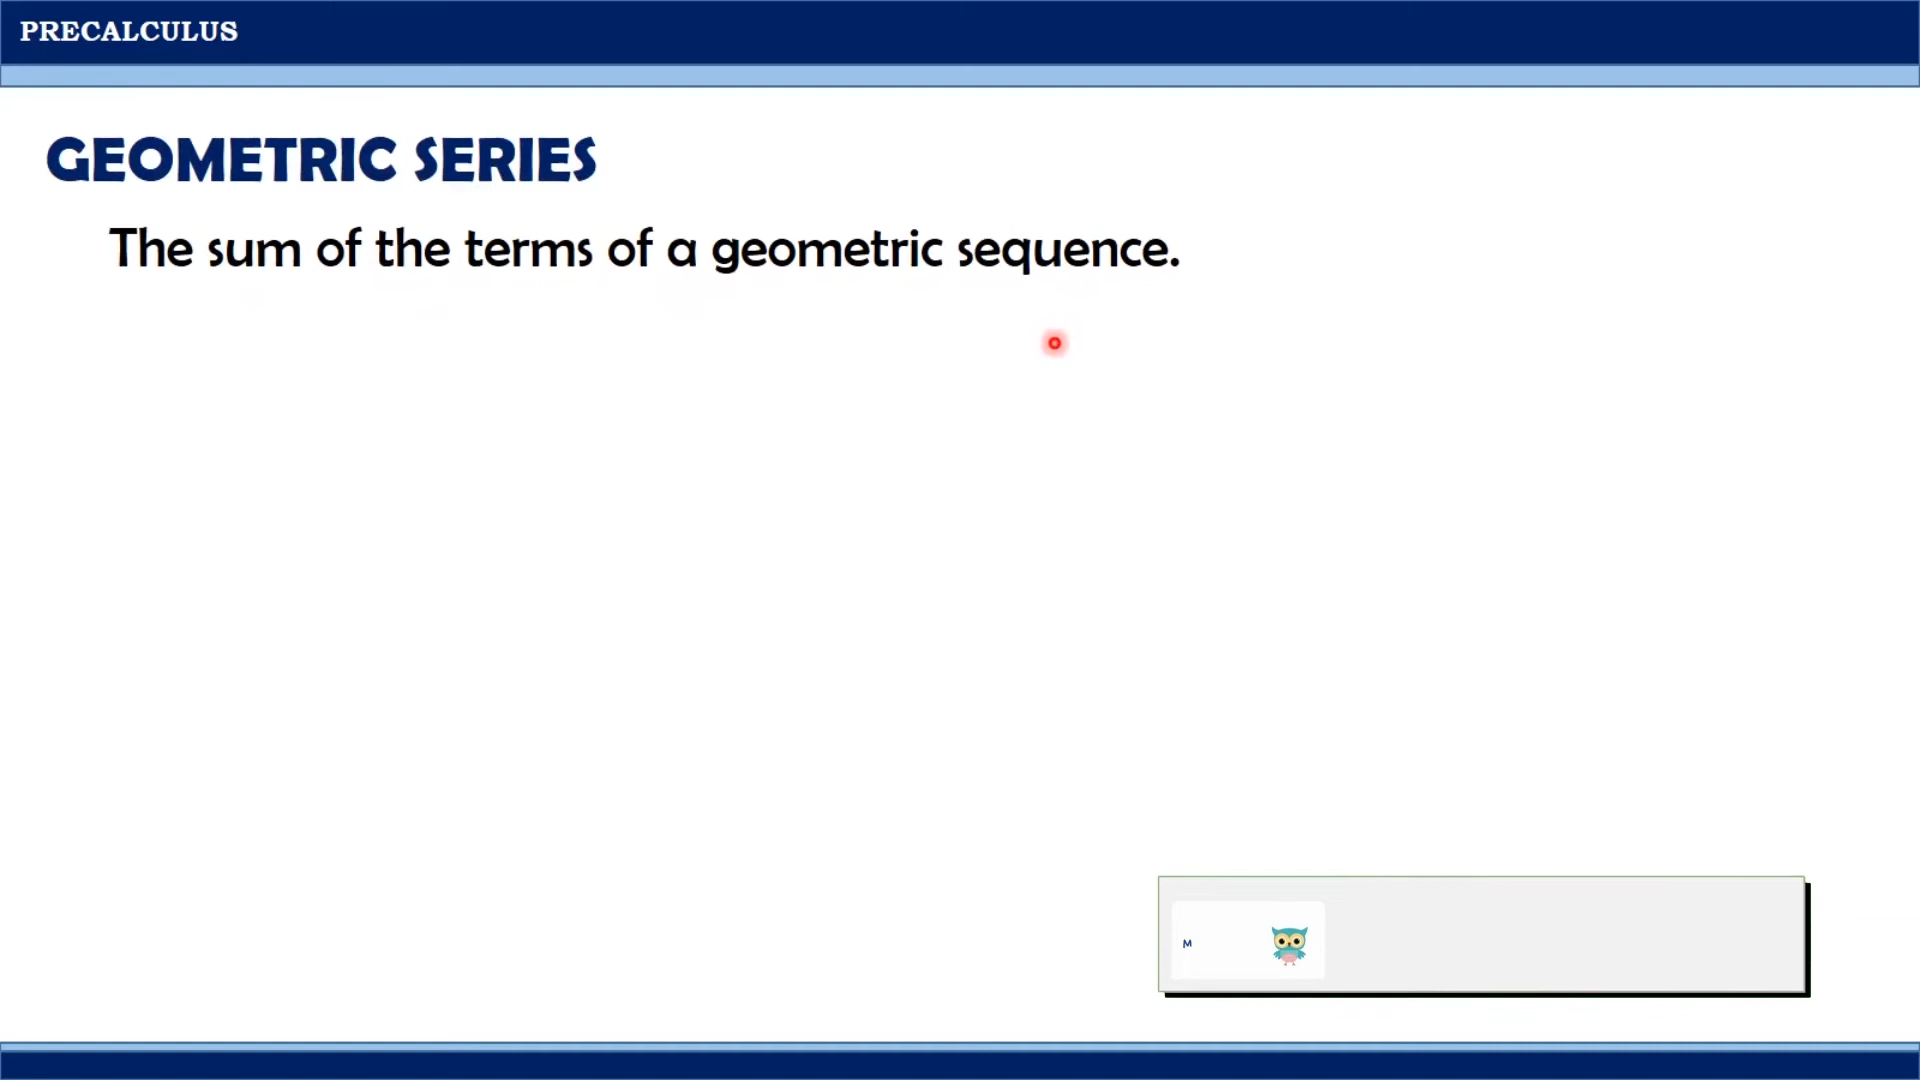 PRECALCULUS
GEOMETRIC SERIES
The sum of the terms of a geometric sequence.
M